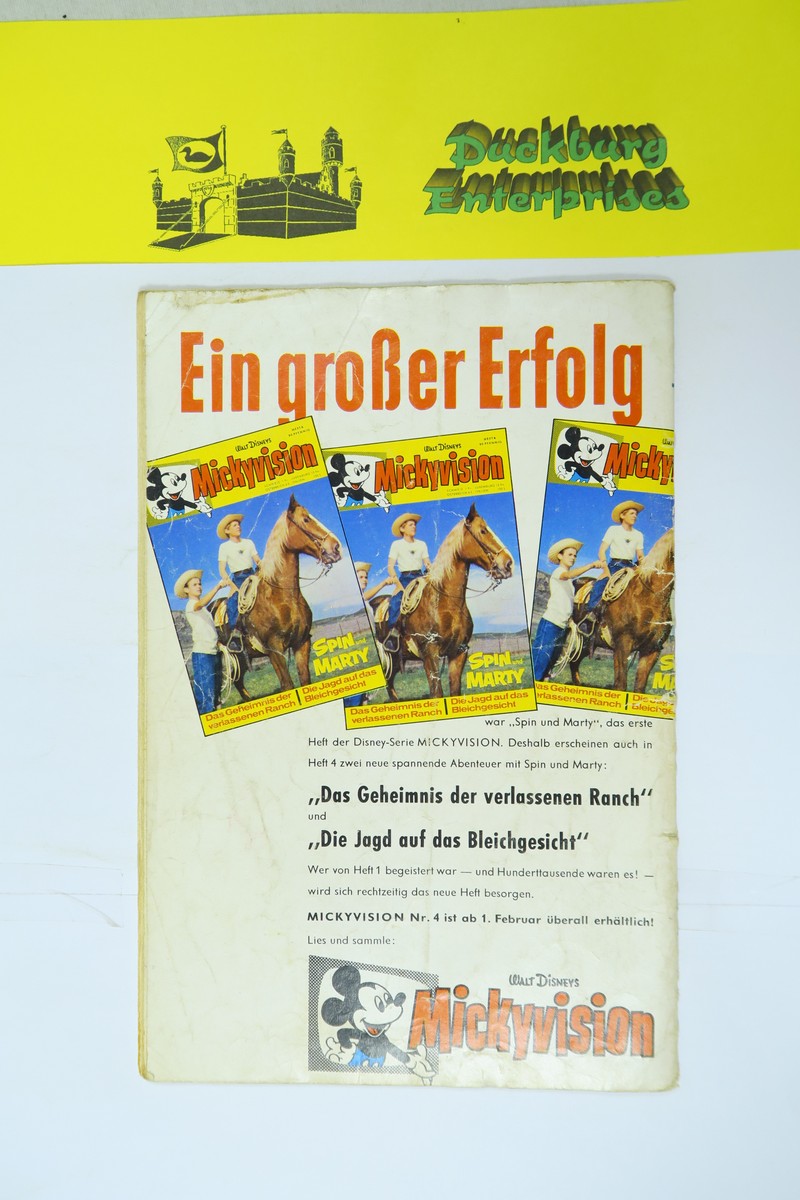 Duckburg
Enterprises
Ein großer Erfolg
WALT DISNEYS
Mickyvision
SPIN und
MARTY
Das Geheimnis der
verlassenen Ranch
Die Jagd auf das
Bleichgesicht
WALT DISNEYS
Mickyvision
SPIN und
MARTY
Das Geheimnis der
verlassenen Ranch
Die Jagd auf das
Bleichgesicht
Micky
Das Geheimnis der
verlassenen Ranch
war „Spin und Marty“, das erste
Heft der Disney-Serie MICKYVISION. Deshalb erscheinen auch in
Heft 4 zwei neue spannende Abenteuer mit Spin und Marty:
„Das Geheimnis der verlassenen Ranch“
und
„Die Jagd auf das Bleichgesicht“
Wer von Heft 1 begeistert war — und Hunderttausende waren es! —
wird sich rechtzeitig das neue Heft besorgen.
MICKYVISION Nr. 4 ist ab 1. Februar überall erhältlich!
Lies und sammle:
WALT DISNEYS
Mickyvision